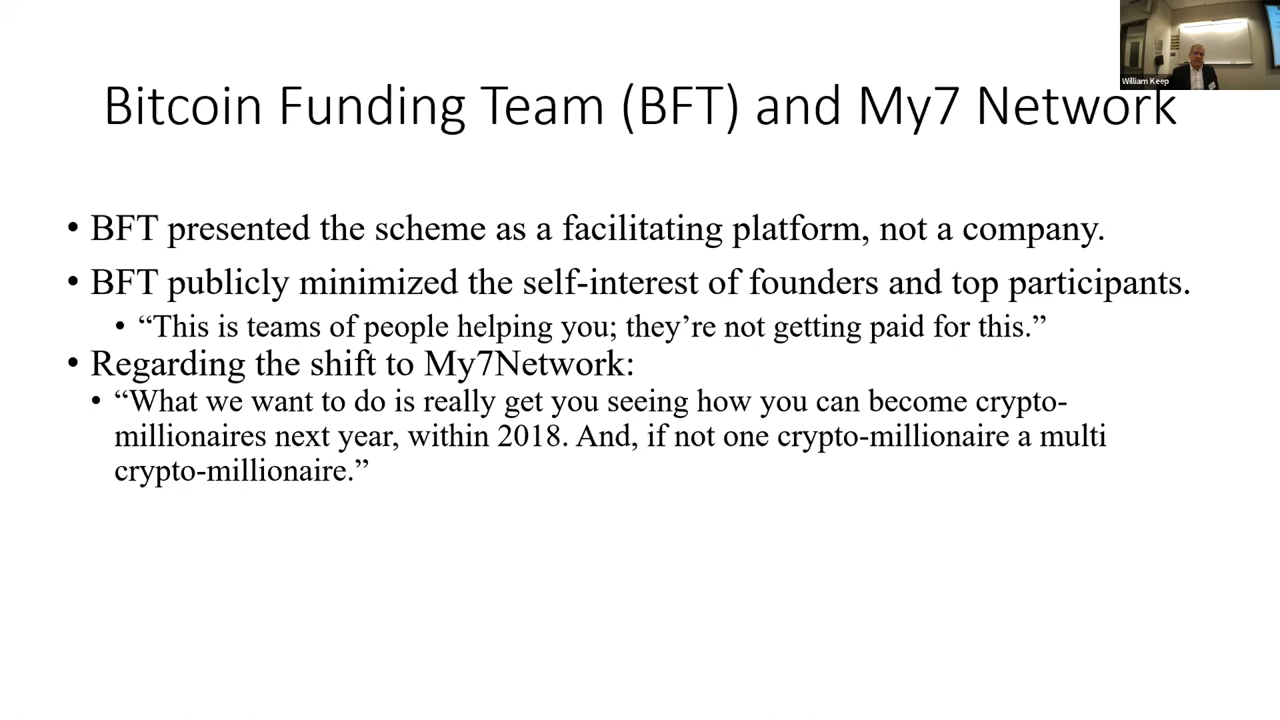 William Keep
Bitcoin Funding Team (BFT) and My7 Network
• BFT presented the scheme as a facilitating platform, not a company.
• BFT publicly minimized the self-interest of founders and top participants.
• “This is teams of people helping you; they’re not getting paid for this.”
• Regarding the shift to My7Network:
• “What we want to do is really get you seeing how you can become crypto-
millionaires next year, within 2018. And, if not one crypto-millionaire a multi
crypto-millionaire.”